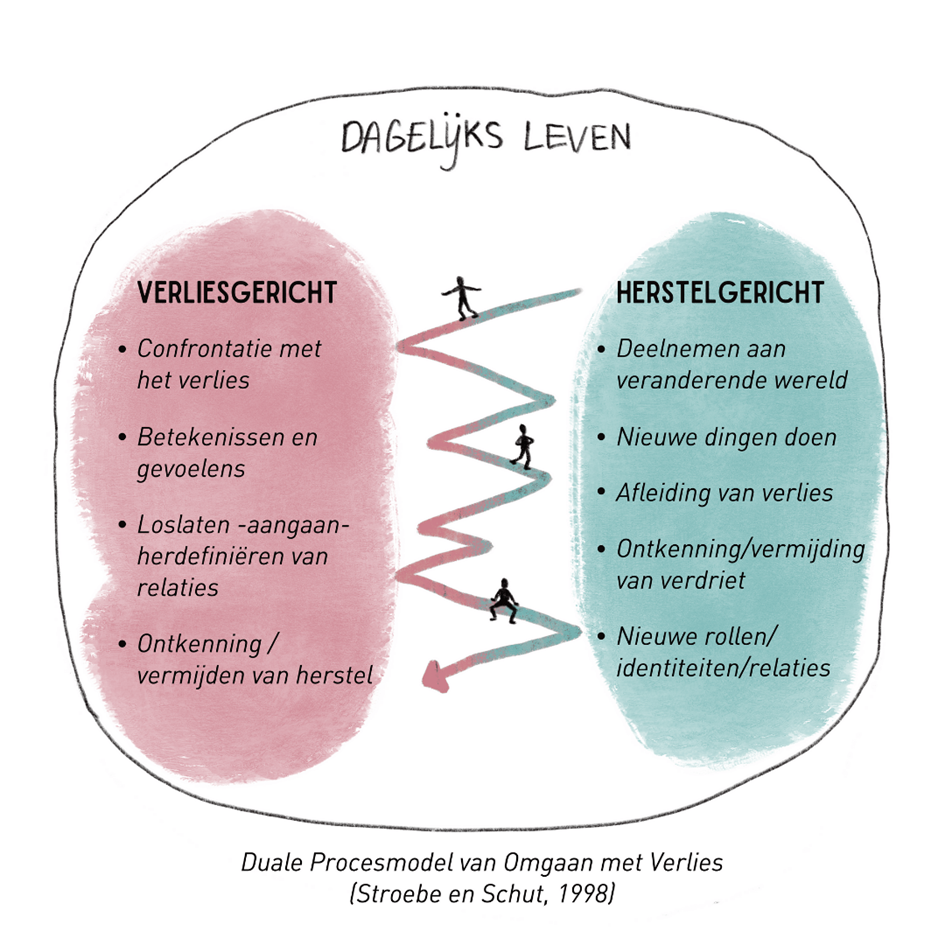 DAGELIJKS LEVEN
VERLIESGERICHT
• Confrontatie met
het verlies
• Betekenissen en
gevoelens
• Loslaten -aangaan-
herdefiniëren van
relaties
• Ontkenning /
vermijden van herstel
HERSTELGERICHT
• Deelnemen aan
veranderende wereld
• Nieuwe dingen doen
• Afleiding van verlies
• Ontkenning/vermijding
van verdriet
• Nieuwe rollen/
identiteiten/relaties
Duale Procesmodel van Omgaan met Verlies
(Stroebe en Schut, 1998)